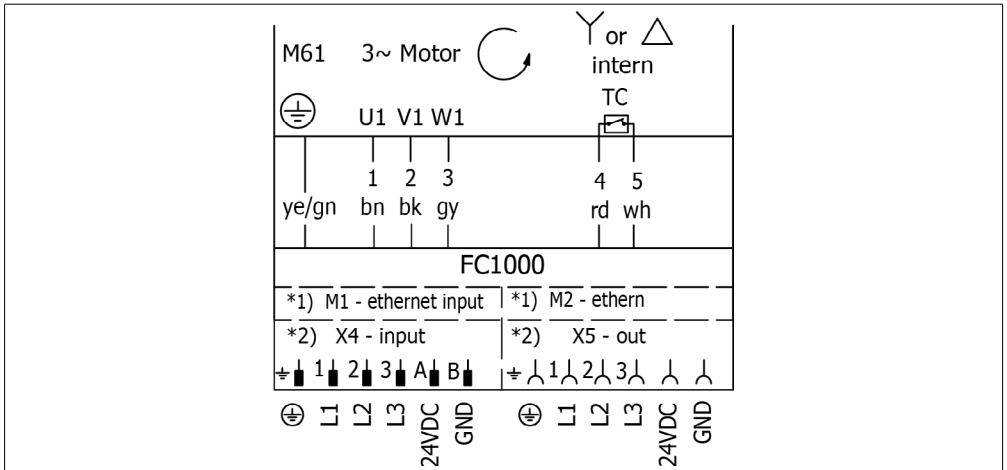 M61 3~ Motor or
intern
TC
U1 V1 W1
1 2 3 4 5
ye/gn bn bk gy rd wh
FC1000
*1) M1 - ethernet input *1) M2 - ethern
*2) X4 - input *2) X5 - out
1 2 3 A B 1 2 3
L1 L2 L3 24VDC GND L1 L2 L3 24VDC GND